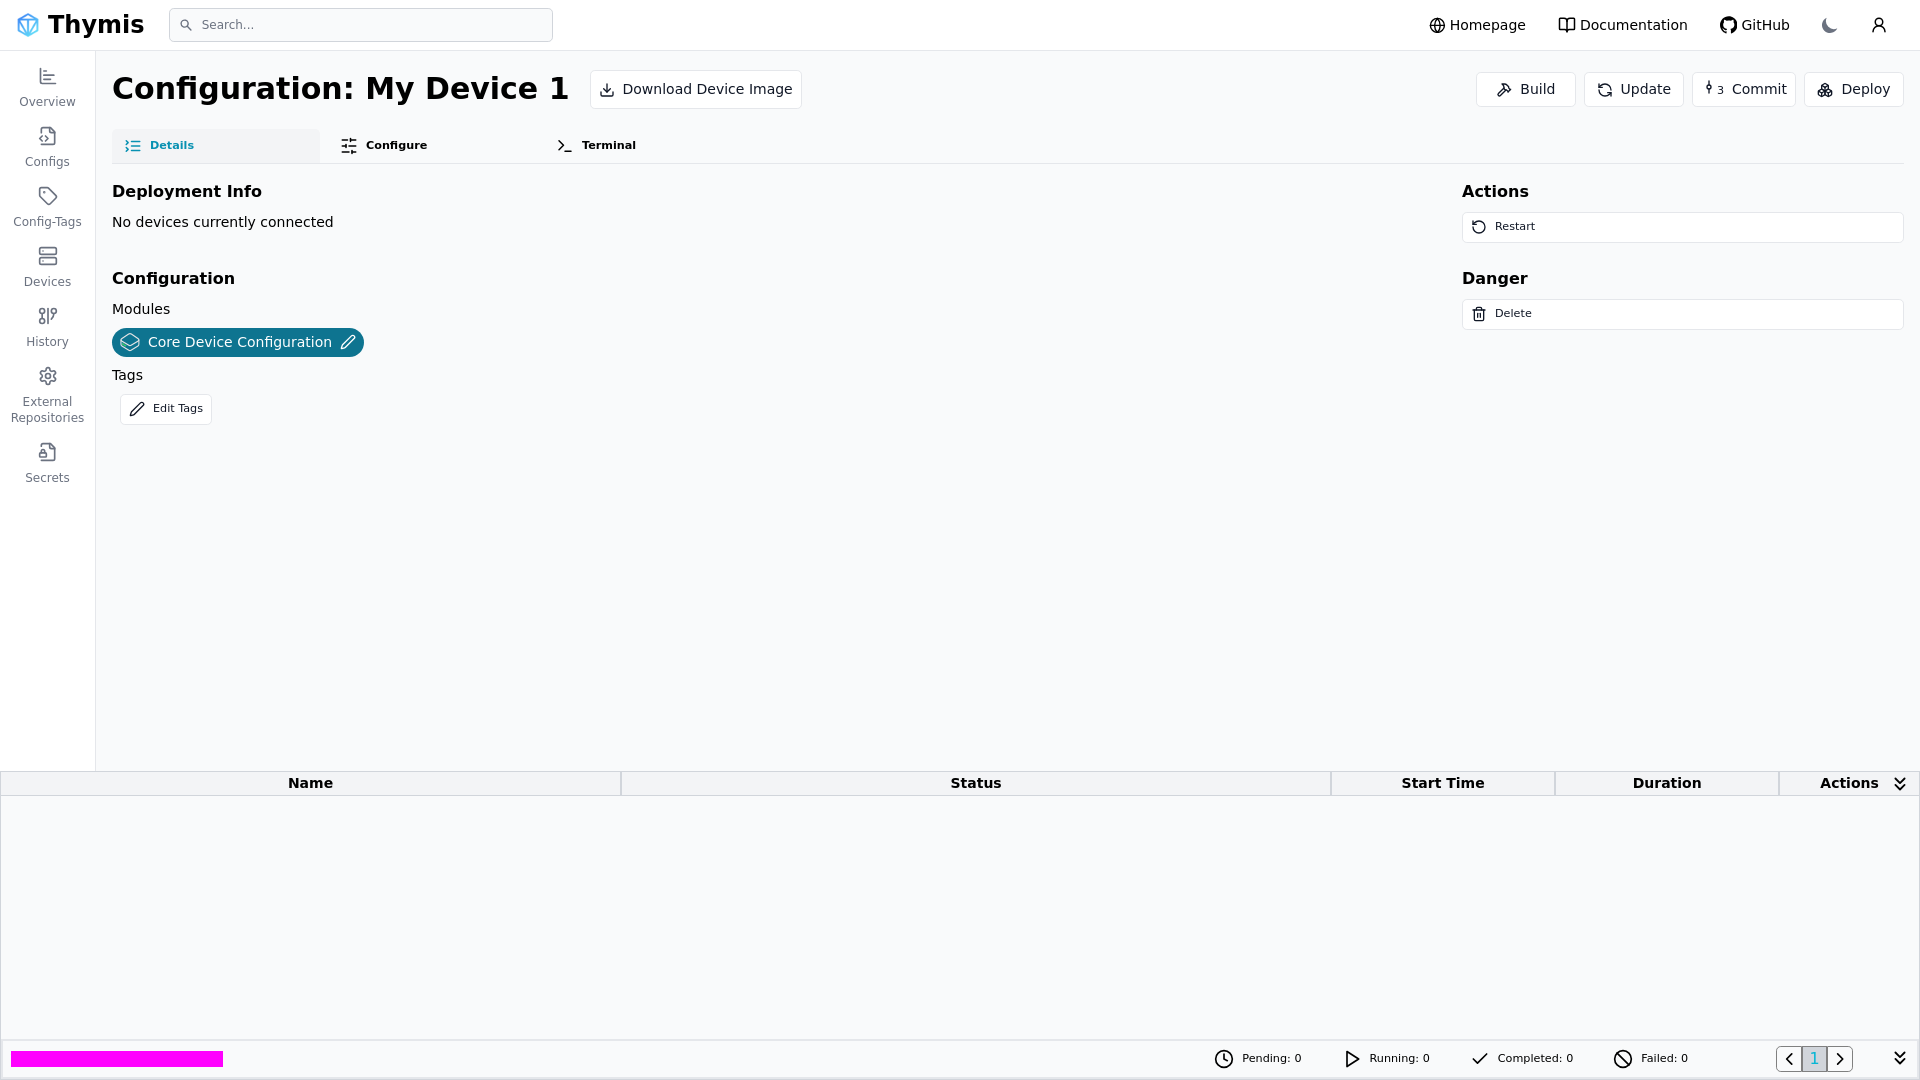 Thymis
Search...
Homepage
Documentation
GitHub
Overview
Configs
Config-Tags
Devices
History
External
Repositories
Secrets
Configuration: My Device 1
Download Device Image
Build
Update
3 Commit
Deploy
Details
Configure
Terminal
Deployment Info
No devices currently connected
Configuration
Modules
Core Device Configuration
Tags
Edit Tags
Actions
Restart
Danger
Delete
Name
Status
Start Time
Duration
Actions
Pending: 0
Running: 0
Completed: 0
Failed: 0
1